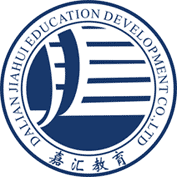 DALIAN JIAHUI EDUCATION DEVELOPMENT CO.,LTD
嘉汇教育